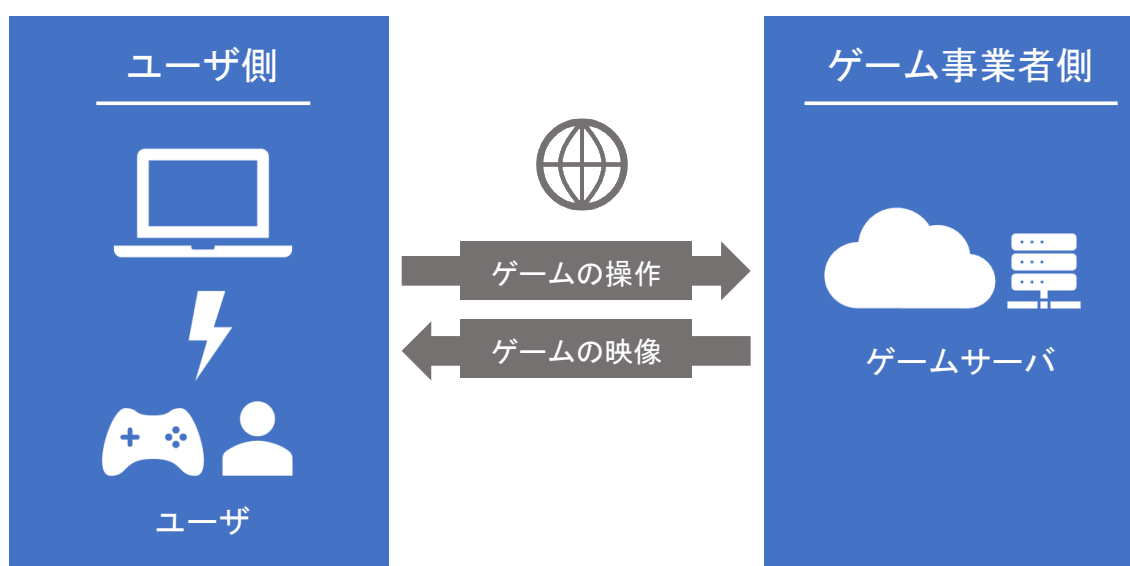 ユーザ側
ユーザ
ゲームの操作
ゲームの映像
ゲーム事業者側
ゲームサーバ